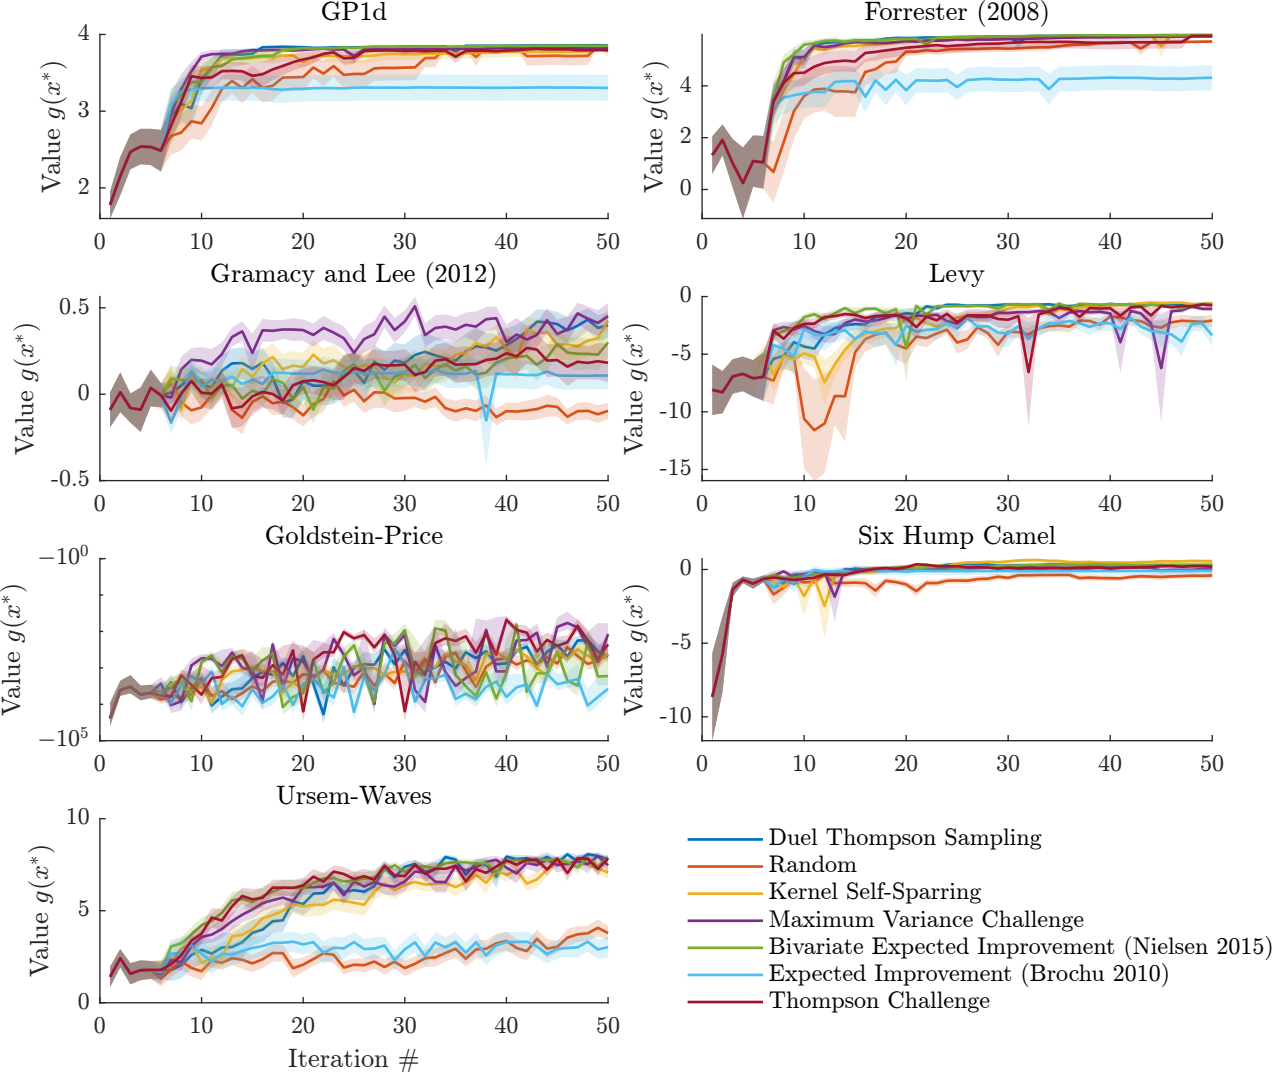 GP1d
Value g(x*)
4
3
2
0 10 20 30 40 50
Forrester (2008)
Value g(x*)
4
2
0
0 10 20 30 40 50
Gramacy and Lee (2012)
Value g(x*)
0.5
0
-0.5
0 10 20 30 40 50
Levy
Value g(x*)
0
-5
-10
-15
0 10 20 30 40 50
Goldstein-Price
Value g(x*)
−10^0
−10^5
0 10 20 30 40 50
Six Hump Camel
Value g(x*)
0
-5
-10
0 10 20 30 40 50
Ursem-Waves
Value g(x*)
10
5
0
0 10 20 30 40 50
Iteration #
Duel Thompson Sampling
Random
Kernel Self-Sparring
Maximum Variance Challenge
Bivariate Expected Improvement (Nielsen 2015)
Expected Improvement (Brochu 2010)
Thompson Challenge